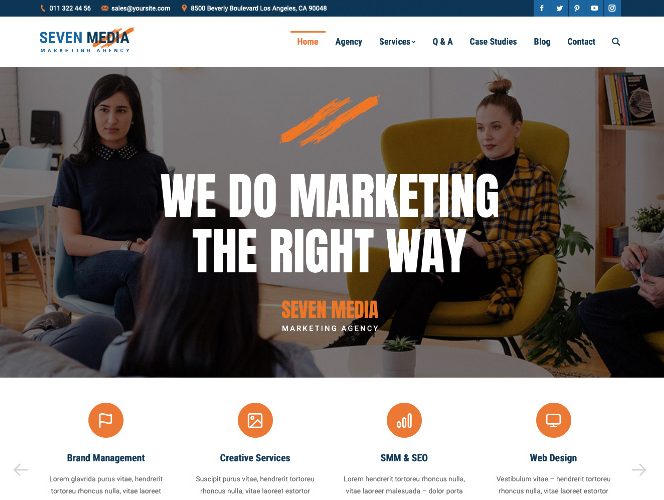 011 322 44 56 sales@yoursite.com 8500 Beverly Boulevard Los Angeles, CA 90048
SEVEN MEDIA
MARKETING AGENCY
Home Agency Services Q & A Case Studies Blog Contact
WE DO MARKETING
THE RIGHT WAY
SEVEN MEDIA
MARKETING AGENCY
Brand Management Creative Services SMM & SEO Web Design
Lorem glavrida purus vitae, hendrerit Suscipit purus vitae, hendrerit tortoreu Lorem hendrerit tortoreu rhoncus nulla, Vestibulum vitae – hendrerit tortoreu
tortoreu rhoncus nulla, vitae laoreet rhoncus nulla, vitae laoreet estortor vitae laoreet malesuada – dolor porta rhoncus nulla, vitae laoreet estortor